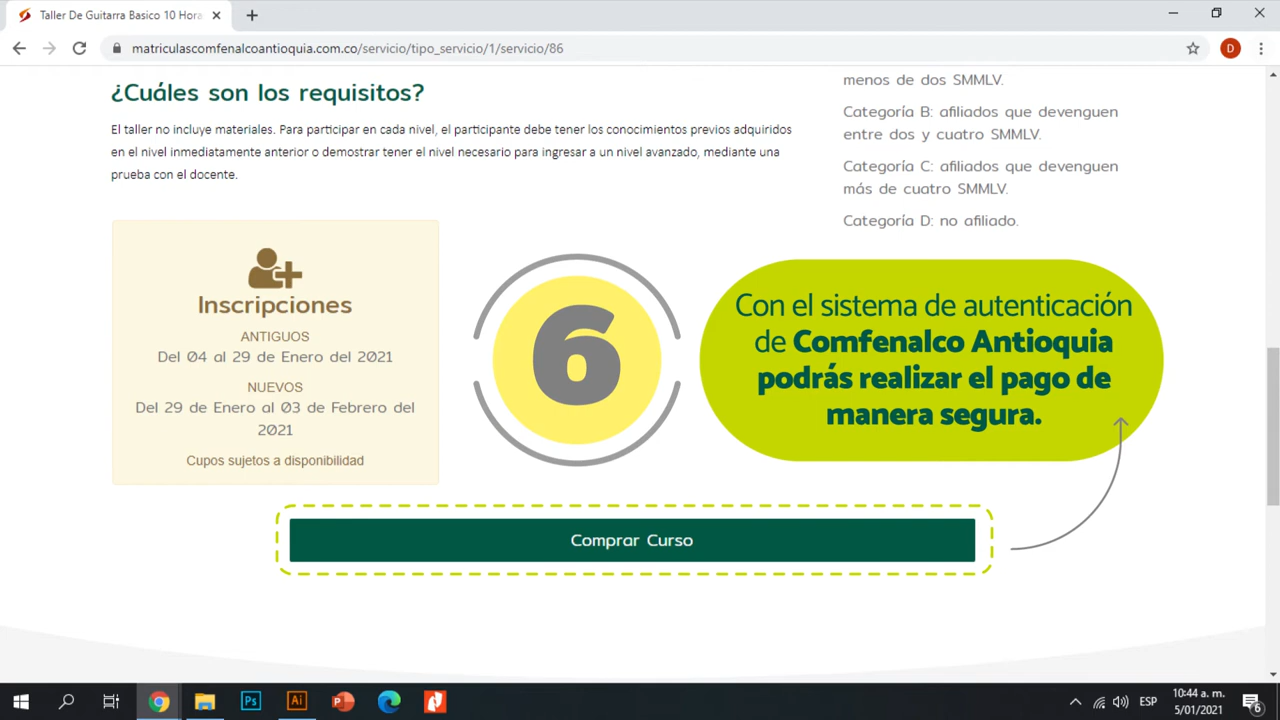 Taller De Guitarra Basico 10 Hora
matriculascomfenalcoantioquia.com.co/servicio/tipo_servicio/1/servicio/86
D
¿Cuáles son los requisitos?
El taller no incluye materiales. Para participar en cada nivel, el participante debe tener los conocimientos previos adquiridos
en el nivel inmediatamente anterior o demostrar tener el nivel necesario para ingresar a un nivel avanzado, mediante una
prueba con el docente.
menos de dos SMMLV.
Categoría B: afiliados que devenguen
entre dos y cuatro SMMLV.
Categoría C: afiliados que devenguen
más de cuatro SMMLV.
Categoría D: no afiliado.
Inscripciones
ANTIGUOS
Del 04 al 29 de Enero del 2021
NUEVOS
Del 29 de Enero al 03 de Febrero del
2021
Cupos sujetos a disponibilidad
6
Con el sistema de autenticación
de Comfenalco Antioquia
podrás realizar el pago de
manera segura.
Comprar Curso
Ps
Ai
P
ESP
10:44 a. m.
5/01/2021
6